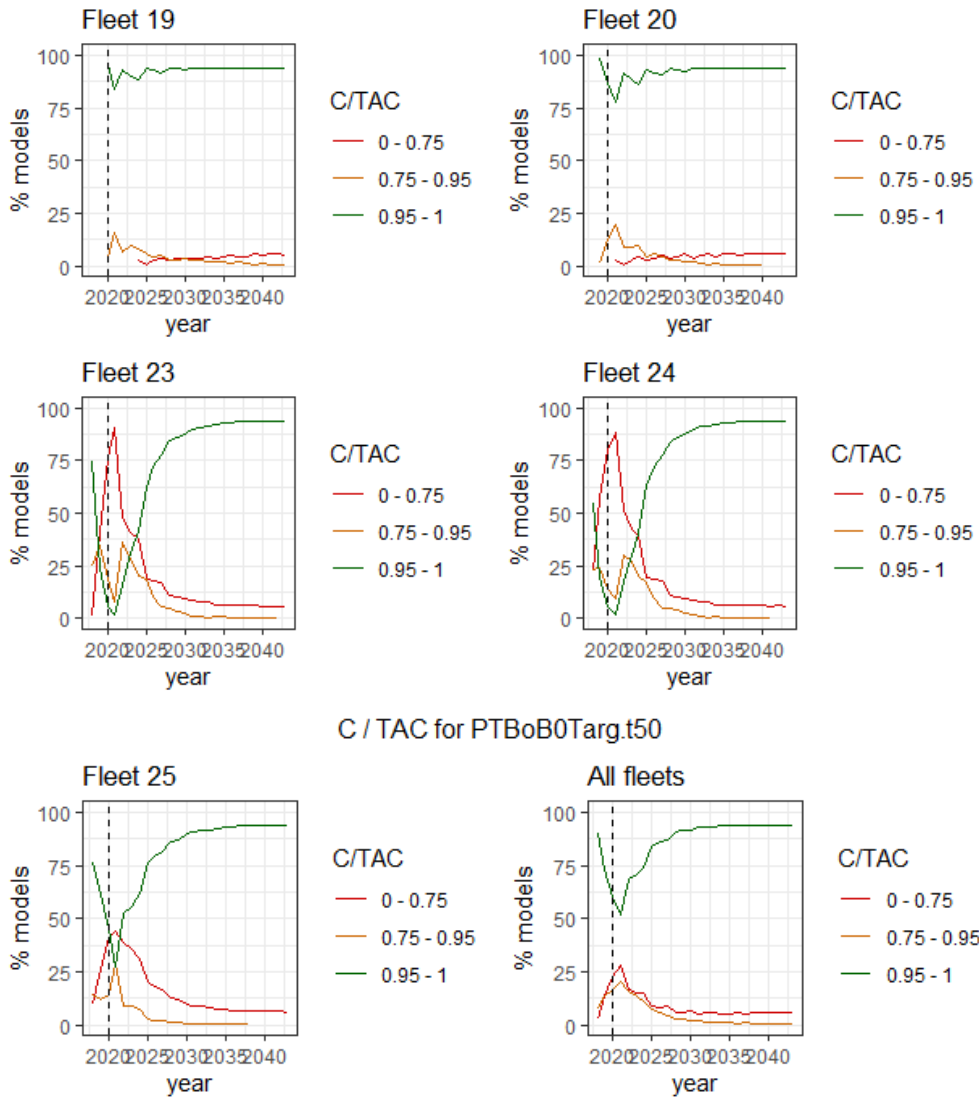 Fleet 19
100
75
50
25
0
% models
2020 2025 2030 2035 2040
year
C/TAC
0 - 0.75
0.75 - 0.95
0.95 - 1
Fleet 20
100
75
50
25
0
% models
2020 2025 2030 2035 2040
year
C/TAC
0 - 0.75
0.75 - 0.95
0.95 - 1
Fleet 23
100
75
50
25
0
% models
2020 2025 2030 2035 2040
year
C/TAC
0 - 0.75
0.75 - 0.95
0.95 - 1
Fleet 24
100
75
50
25
0
% models
2020 2025 2030 2035 2040
year
C/TAC
0 - 0.75
0.75 - 0.95
0.95 - 1
C / TAC for PTBoB0Targ.t50
Fleet 25
100
75
50
25
0
% models
2020 2025 2030 2035 2040
year
C/TAC
0 - 0.75
0.75 - 0.95
0.95 - 1
All fleets
100
75
50
25
0
% models
2020 2025 2030 2035 2040
year
C/TAC
0 - 0.75
0.75 - 0.95
0.95 - 1